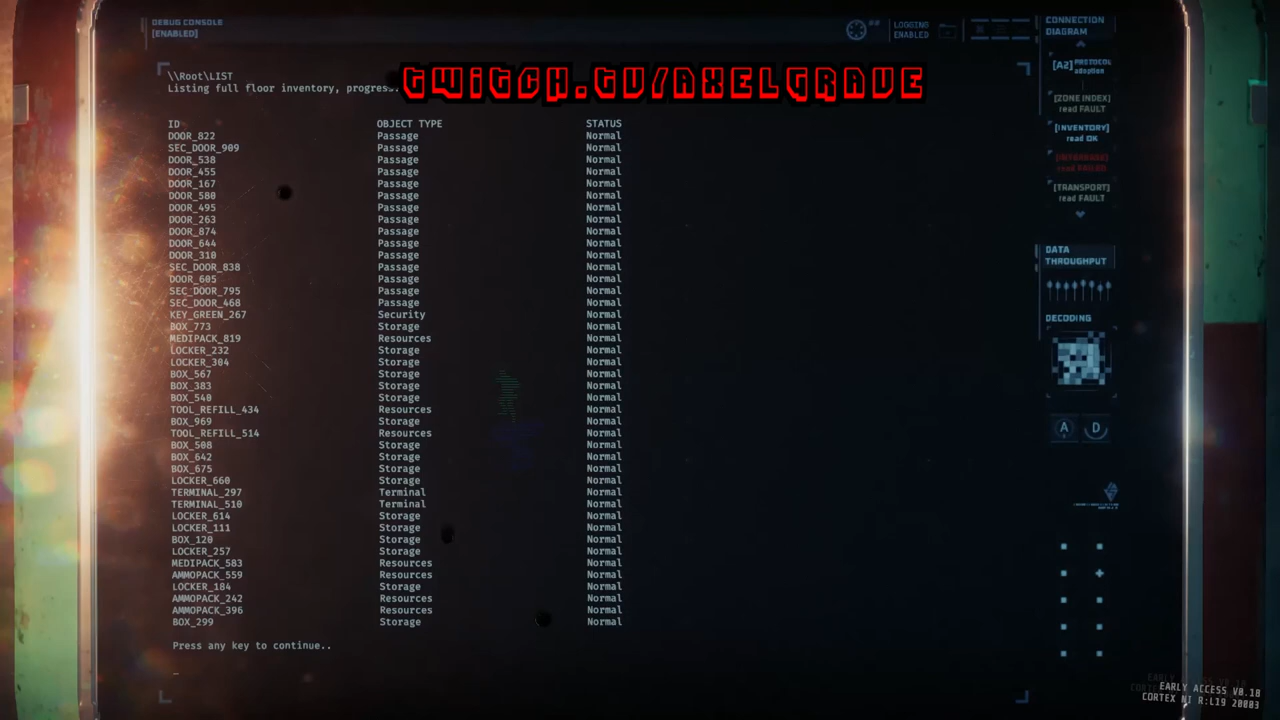 DEBUG CONSOLE
[ENABLED]
LOGGING
ENABLED
CONNECTION
DIAGRAM
\\Root\LIST
Listing full floor inventory, progress.
TWITCH.TV/AXELGRAVE
ID OBJECT TYPE STATUS
DOOR_822 Passage Normal
SEC_DOOR_909 Passage Normal
DOOR_538 Passage Normal
DOOR_455 Passage Normal
DOOR_167 Passage Normal
DOOR_580 Passage Normal
DOOR_495 Passage Normal
DOOR_263 Passage Normal
DOOR_874 Passage Normal
DOOR_644 Passage Normal
DOOR_310 Passage Normal
SEC_DOOR_838 Passage Normal
DOOR_605 Passage Normal
SEC_DOOR_795 Passage Normal
SEC_DOOR_468 Passage Normal
KEY_GREEN_267 Security Normal
BOX_773 Storage Normal
MEDIPACK_819 Resources Normal
LOCKER_232 Storage Normal
LOCKER_304 Storage Normal
BOX_567 Storage Normal
BOX_383 Storage Normal
BOX_540 Storage Normal
TOOL_REFILL_434 Resources Normal
BOX_969 Storage Normal
TOOL_REFILL_514 Resources Normal
BOX_508 Storage Normal
BOX_642 Storage Normal
BOX_675 Storage Normal
LOCKER_660 Storage Normal
TERMINAL_297 Terminal Normal
TERMINAL_510 Terminal Normal
LOCKER_614 Storage Normal
LOCKER_111 Storage Normal
BOX_120 Storage Normal
LOCKER_257 Storage Normal
MEDIPACK_583 Resources Normal
AMMOPACK_559 Resources Normal
LOCKER_184 Storage Normal
AMMOPACK_242 Resources Normal
AMMOPACK_396 Resources Normal
BOX_299 Storage Normal
Press any key to continue..
_
[A2] PROTOCOL
adoption
[ZONE INDEX]
read FAULT
[INVENTORY]
read OK
read FAILED
[TRANSPORT]
read FAULT
DATA
THROUGHPUT
DECODING
A D
EARLY ACCESS V0.18
CORTEX NI R:L19 20003